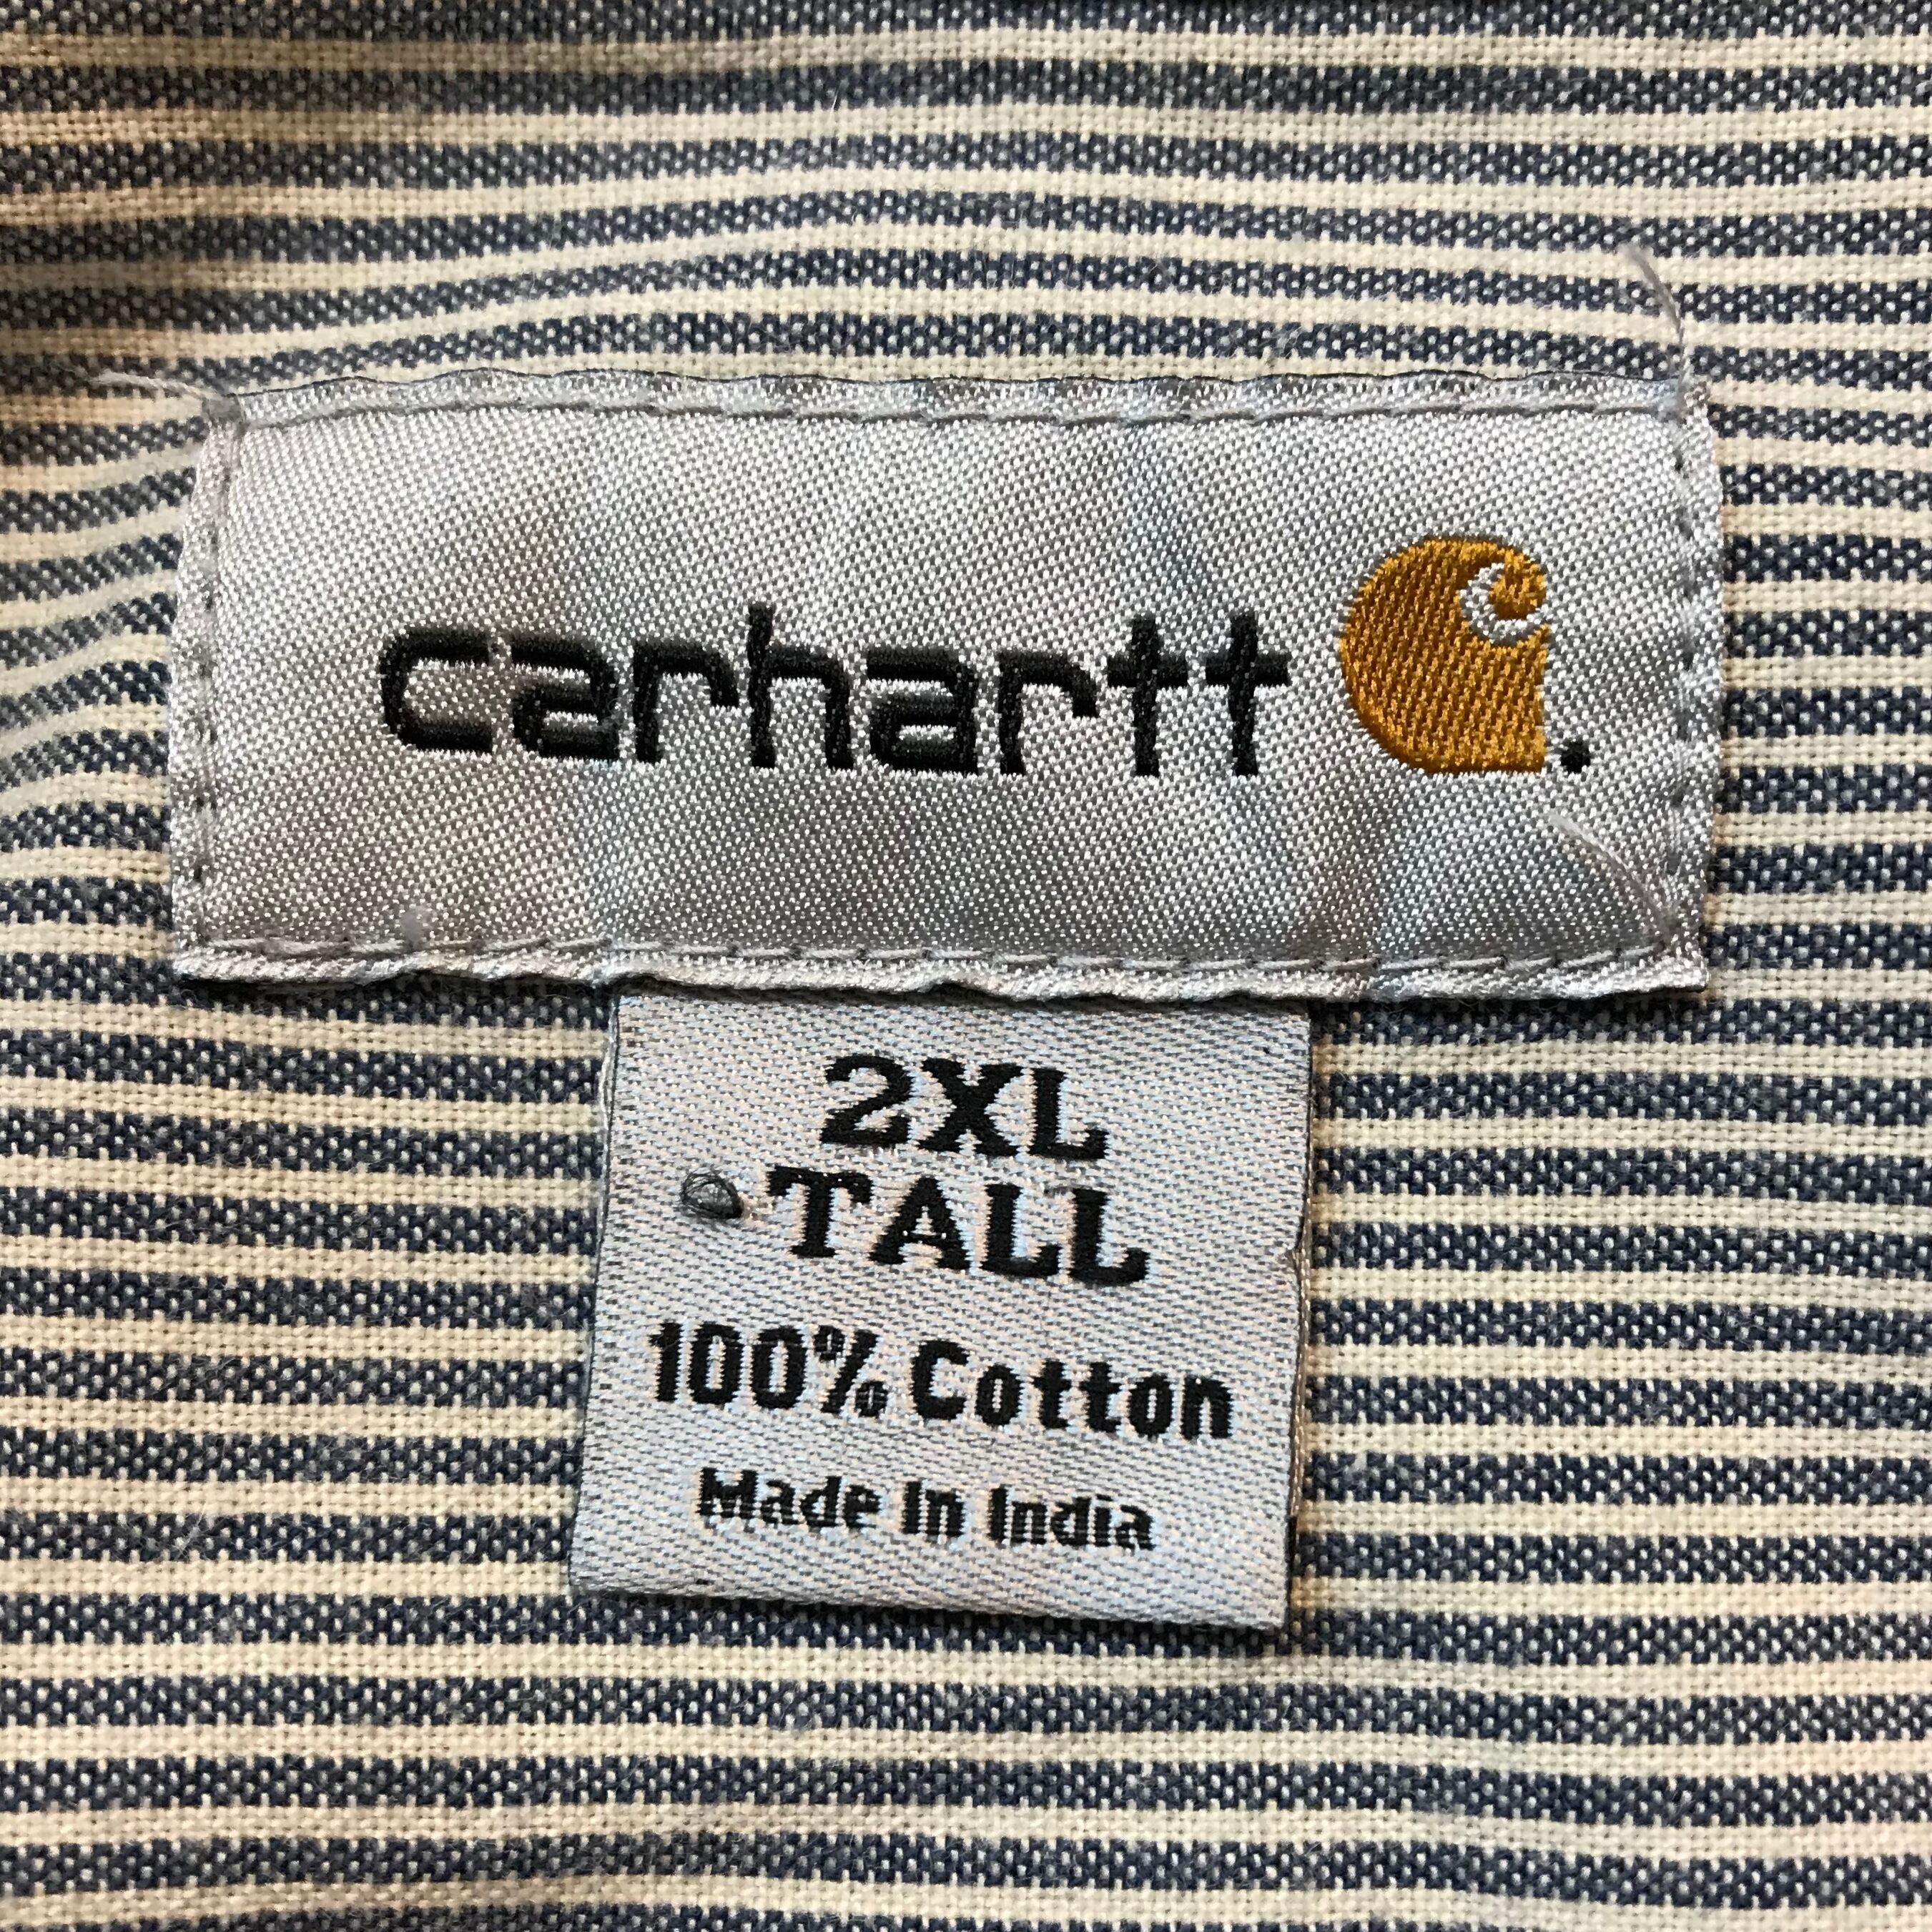 carhartt
2XL
TALL
100% Cotton
Made In India